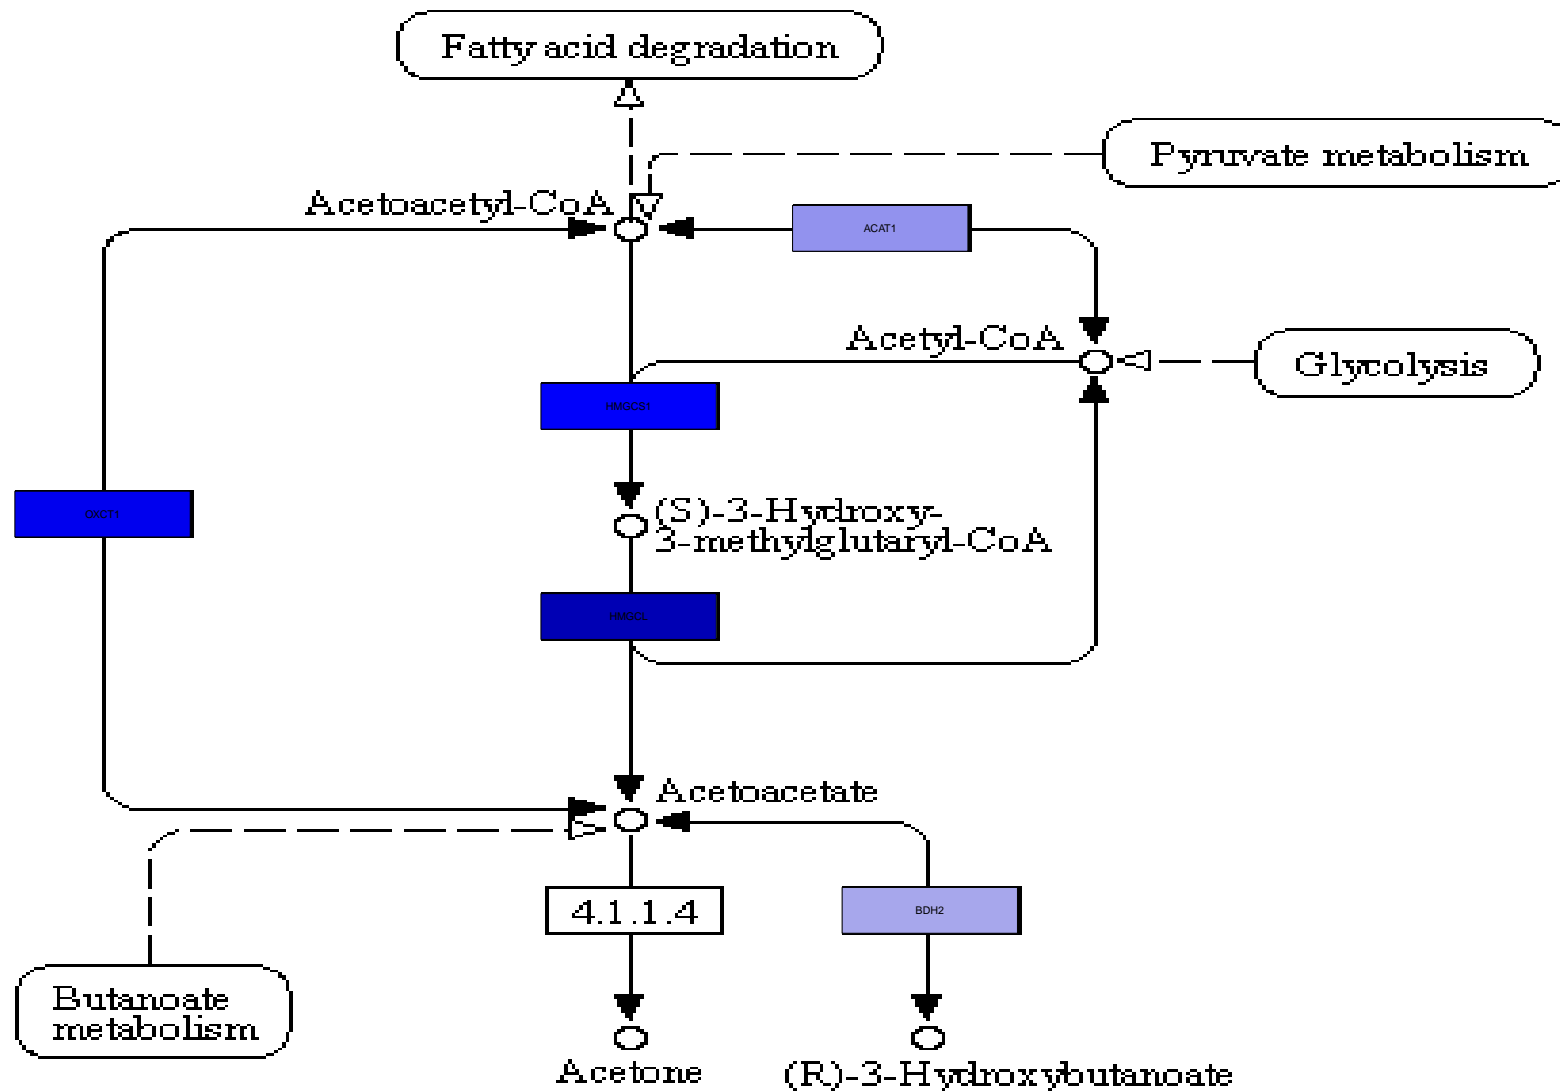 Fatty acid degradation
Pyruvate metabolism
Acetoacetyl-CoA
ACAT1
Acetyl-CoA
Glycolysis
HMGCS1
OXCT1
(S)-3-Hydroxy-
3-methylglutaryl-CoA
HMGCL
Acetoacetate
4.1.1.4
BDH2
Butanoate
metabolism
Acetone
(R)-3-Hydroxybutanoate